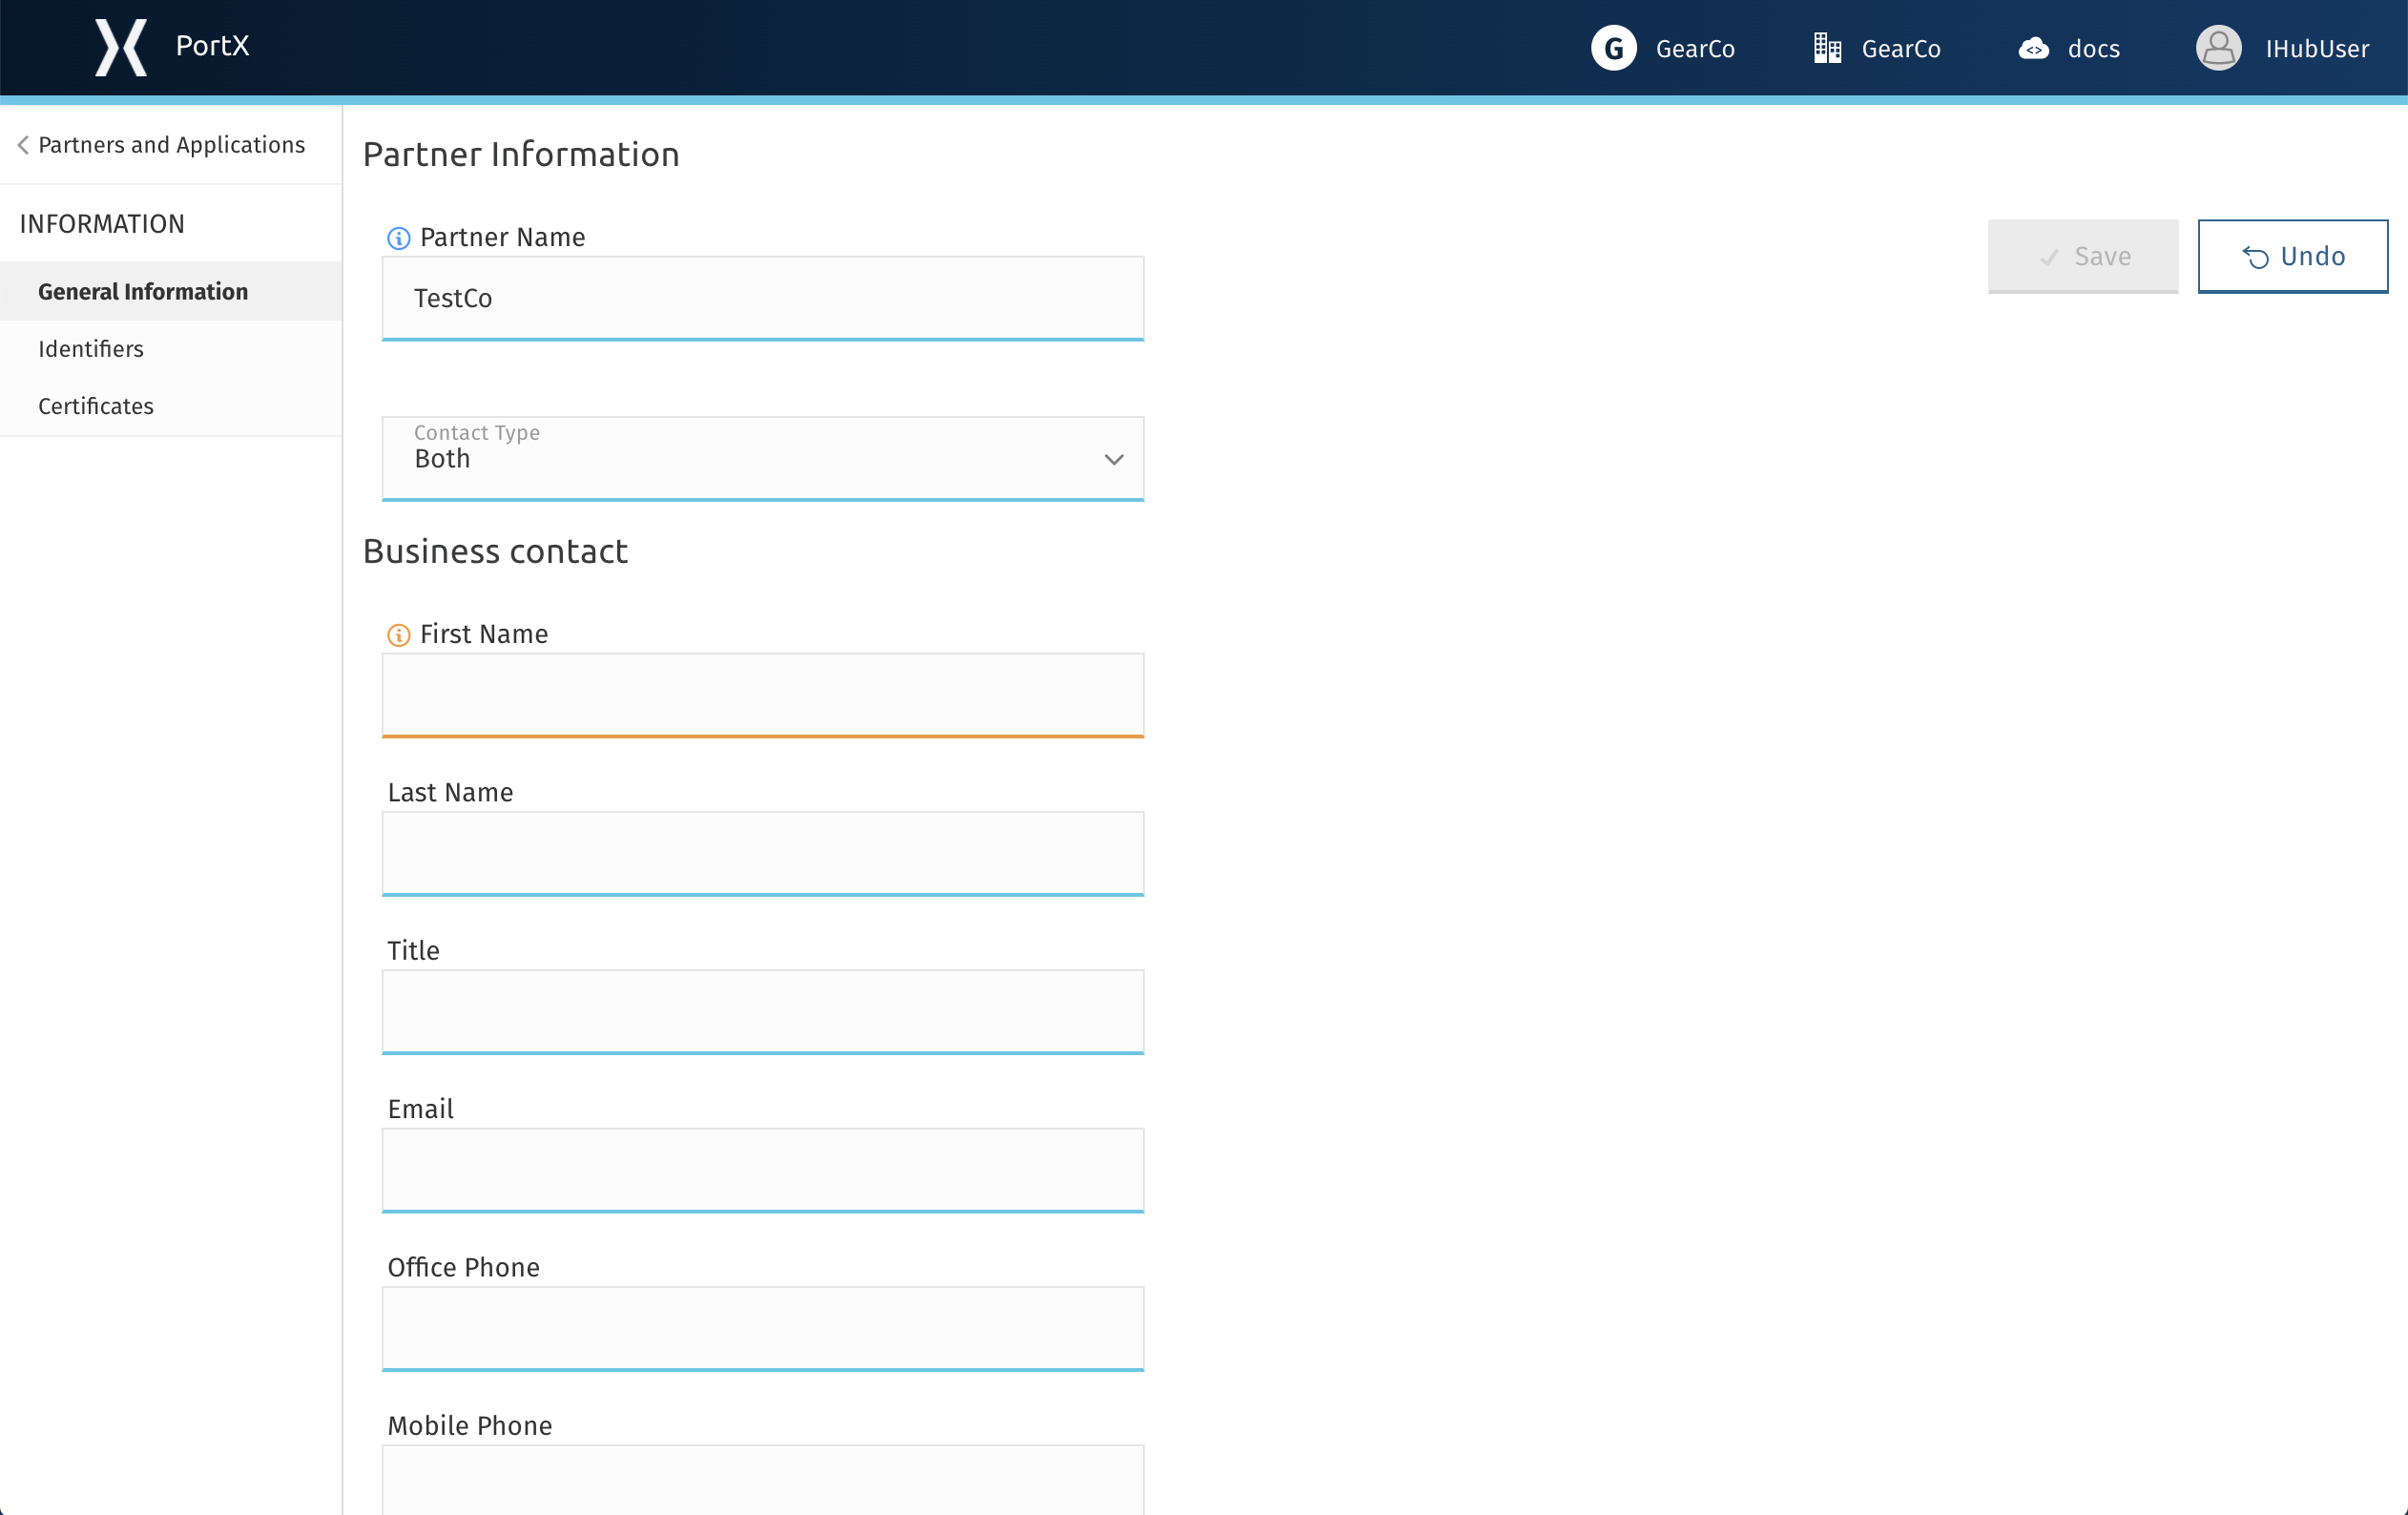 PortX
G GearCo
GearCo
docs
IHubUser
Partners and Applications
INFORMATION
General Information
Identifiers
Certificates
Partner Information
Partner Name
TestCo
Save
Undo
Contact Type
Both
Business contact
First Name
Last Name
Title
Email
Office Phone
Mobile Phone